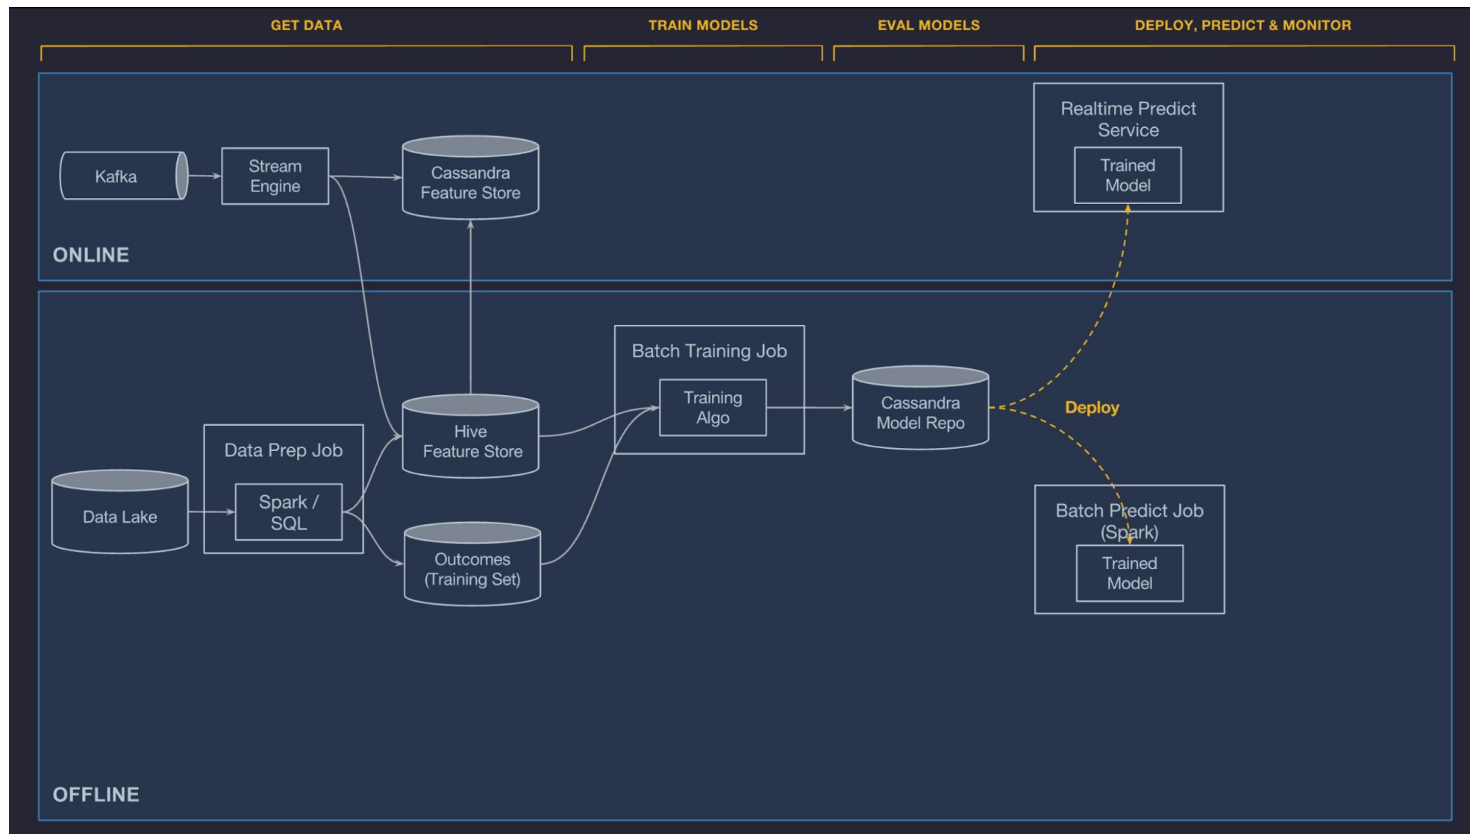 GET DATA
TRAIN MODELS
EVAL MODELS
DEPLOY, PREDICT & MONITOR
Kafka
Stream
Engine
Cassandra
Feature Store
Realtime Predict
Service
Trained
Model
ONLINE
Data Lake
Data Prep Job
Spark /
SQL
Hive
Feature Store
Outcomes
(Training Set)
Batch Training Job
Training
Algo
Cassandra
Model Repo
Deploy
Batch Predict Job
(Spark)
Trained
Model
OFFLINE